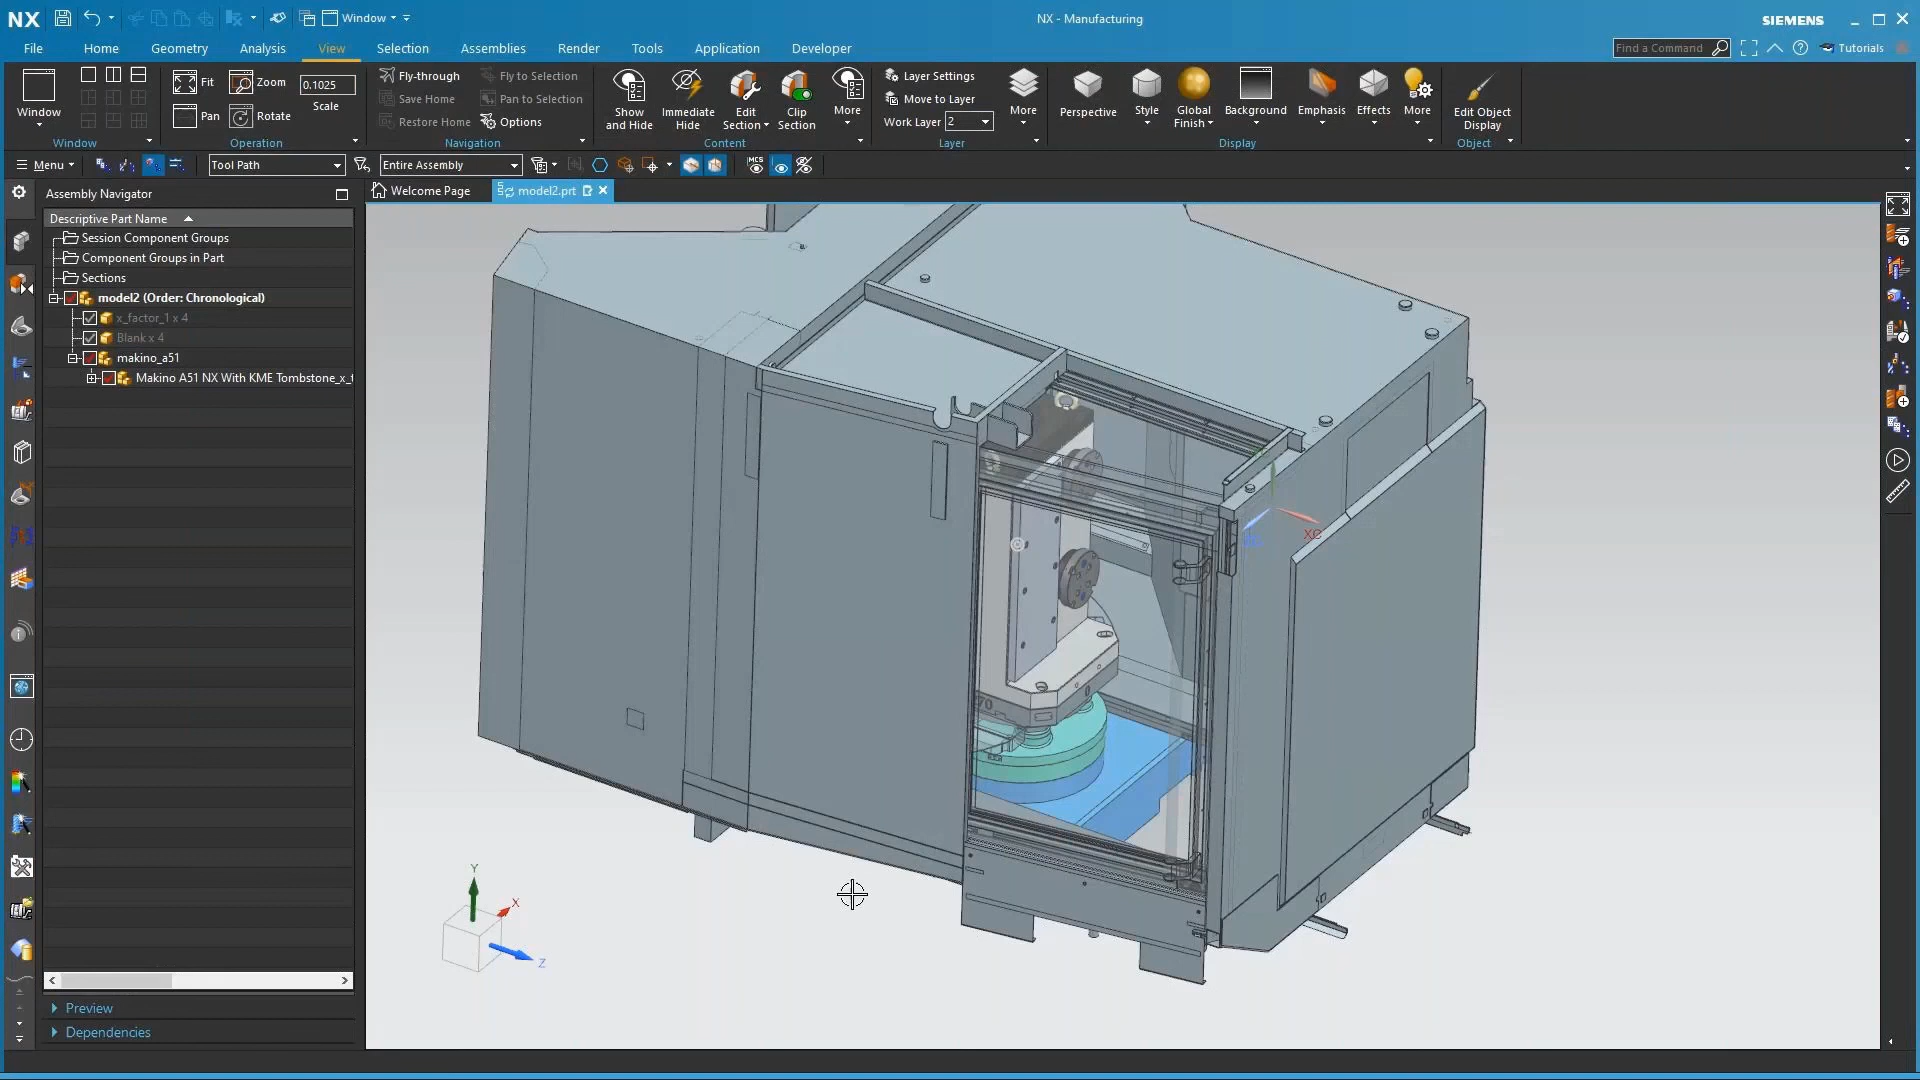 NX
Window
NX - Manufacturing
SIEMENS
File
Home
Geometry
Analysis
View
Selection
Assemblies
Render
Tools
Application
Developer
Find a Command
Tutorials
Window
Fit
Zoom
0.1025
Pan
Rotate
Scale
Fly-through
Fly to Selection
Save Home
Pan to Selection
Restore Home
Options
Show and Hide
Immediate Hide
Edit Section
Clip Section
More
Layer Settings
Move to Layer
Work Layer 2
More
Perspective
Style
Global Finish
Background
Emphasis
Effects
More
Edit Object Display
Window
Operation
Navigation
Content
Layer
Display
Object
Menu
Tool Path
Entire Assembly
MCS
Assembly Navigator
Welcome Page
model2.prt
Descriptive Part Name
Session Component Groups
Component Groups in Part
Sections
model2 (Order: Chronological)
x_factor_1 x 4
Blank x 4
makino_a51
Makino A51 NX With KME Tombstone_x_t
XC
70
0
Y
X
Z
Preview
Dependencies